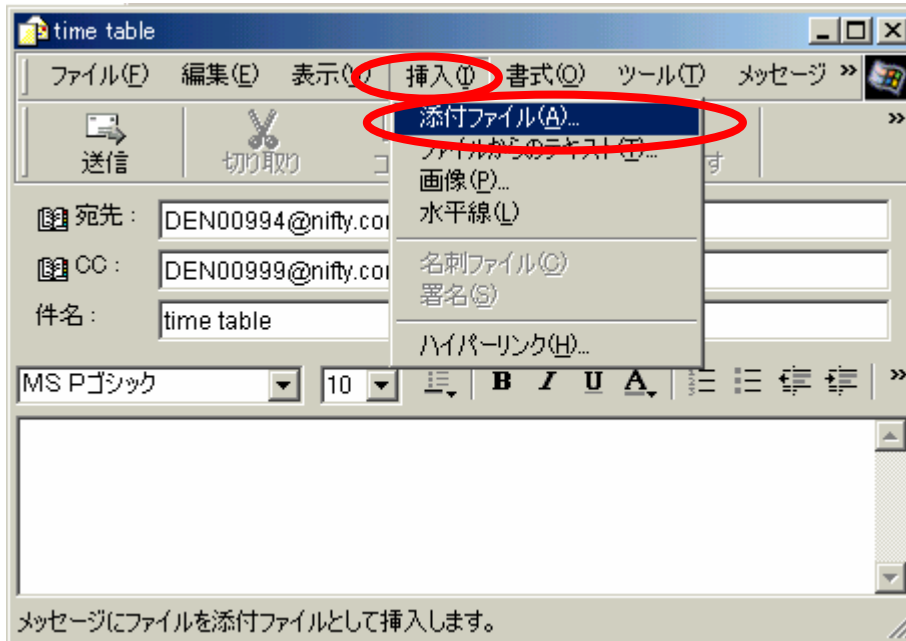 time table
ファイル(F) 編集(E) 表示(V) 挿入(I) 書式(O) ツール(T) メッセージ »
送信 切り取り コ す »
添付ファイル(A)...
ファイルからのテキスト(T)...
画像(P)...
水平線(L)
名刺ファイル(C)
署名(S)
ハイパーリンク(H)...
宛先: DEN00994@nifty.co
CC: DEN00999@nifty.co
件名: time table
MS Pゴシック 10 B I U A »
メッセージにファイルを添付ファイルとして挿入します。